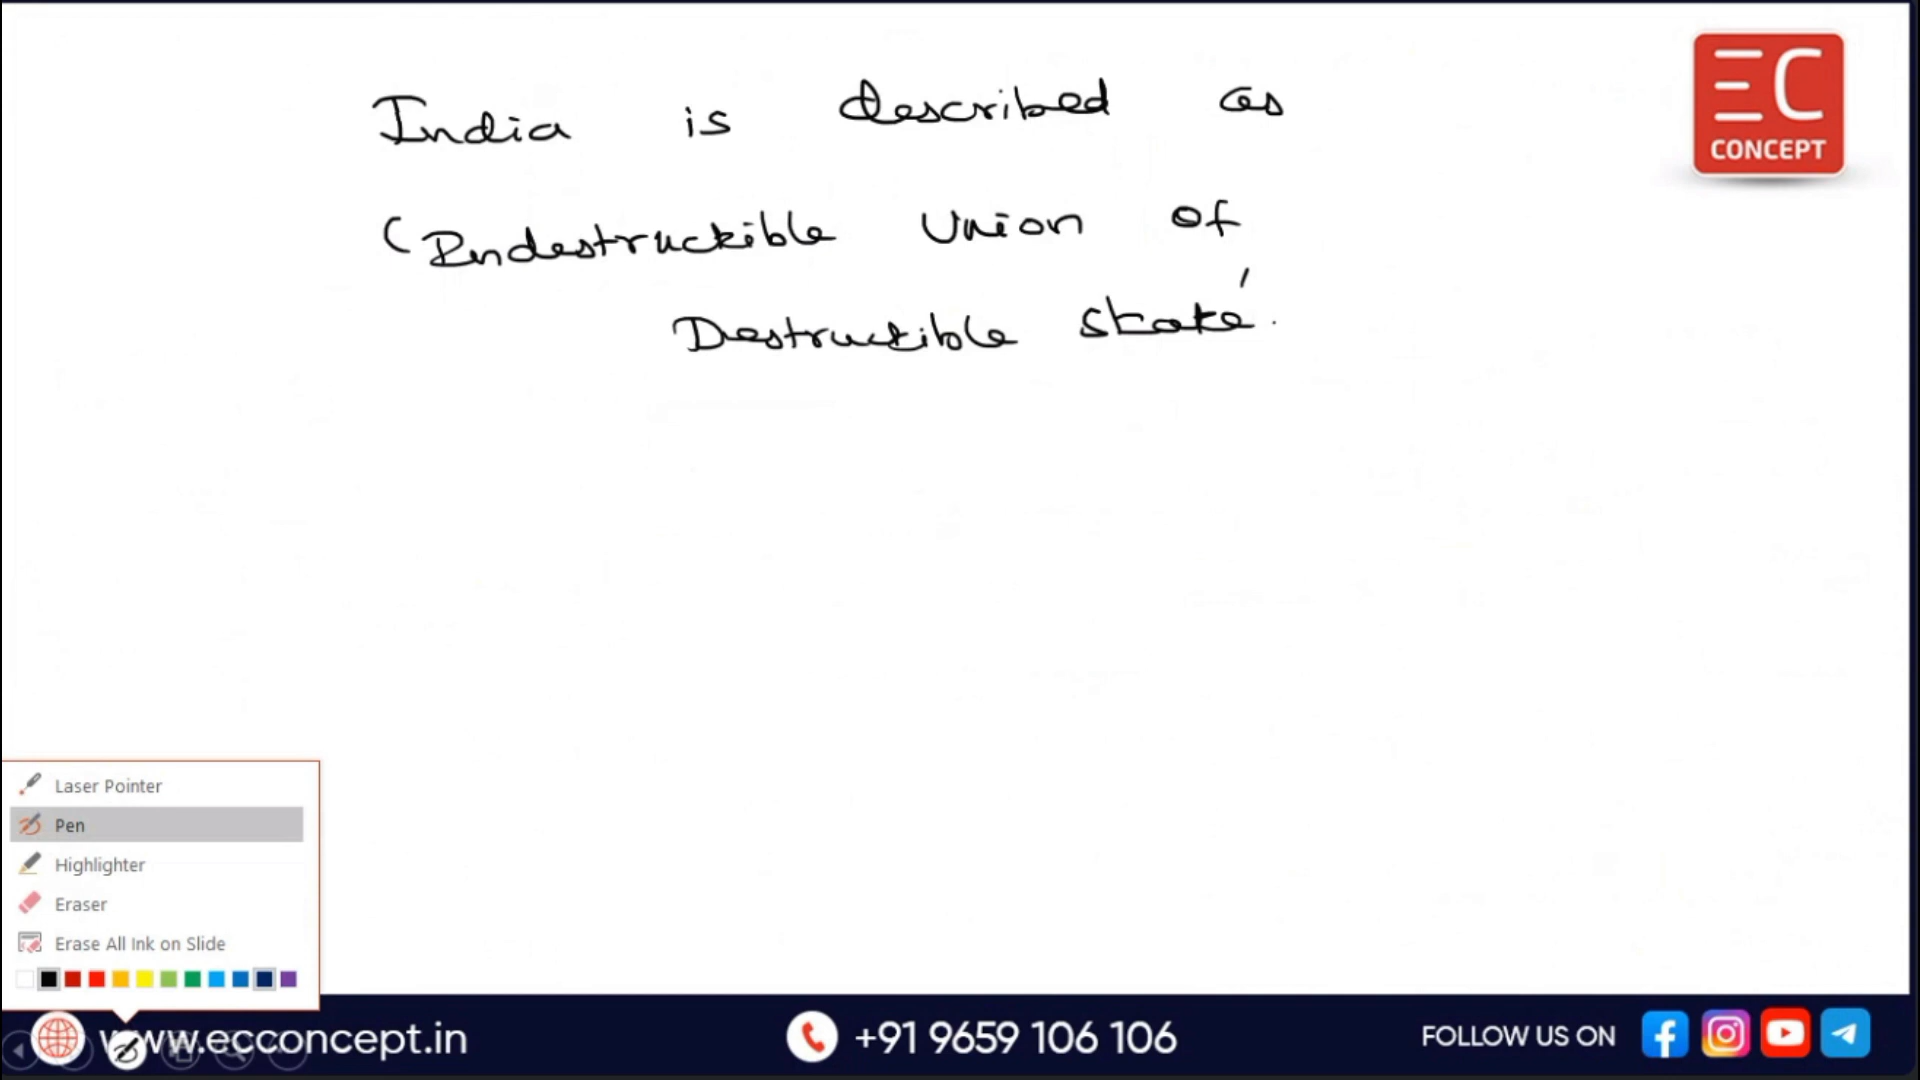 India is described as
EC
CONCEPT
'Indestructible Union of
Destructible state'.
Laser Pointer
Pen
Highlighter
Eraser
Erase All Ink on Slide
www.ecconcept.in
+91 9659 106 106
FOLLOW US ON